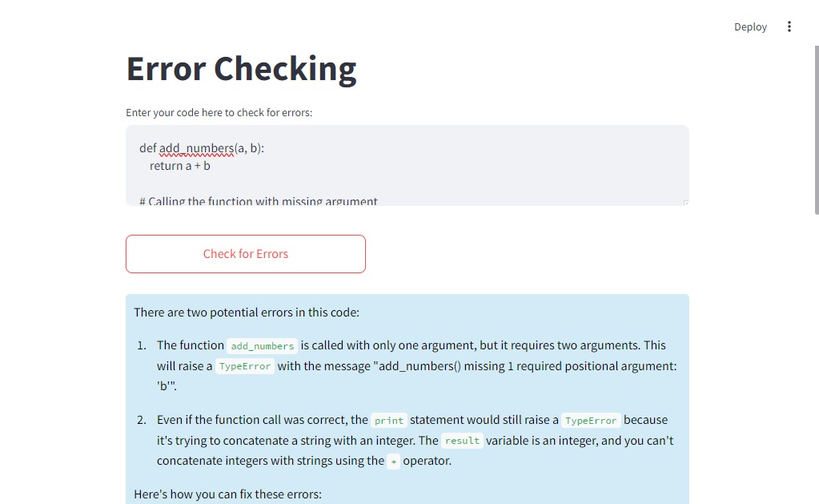 Deploy
Error Checking
Enter your code here to check for errors:
def add_numbers(a, b):
return a + b
# Calling the function with missing argument
Check for Errors
There are two potential errors in this code:
1. The function add_numbers is called with only one argument, but it requires two arguments. This
will raise a TypeError with the message "add_numbers() missing 1 required positional argument:
'b'".
2. Even if the function call was correct, the print statement would still raise a TypeError because
it's trying to concatenate a string with an integer. The result variable is an integer, and you can't
concatenate integers with strings using the + operator.
Here's how you can fix these errors: